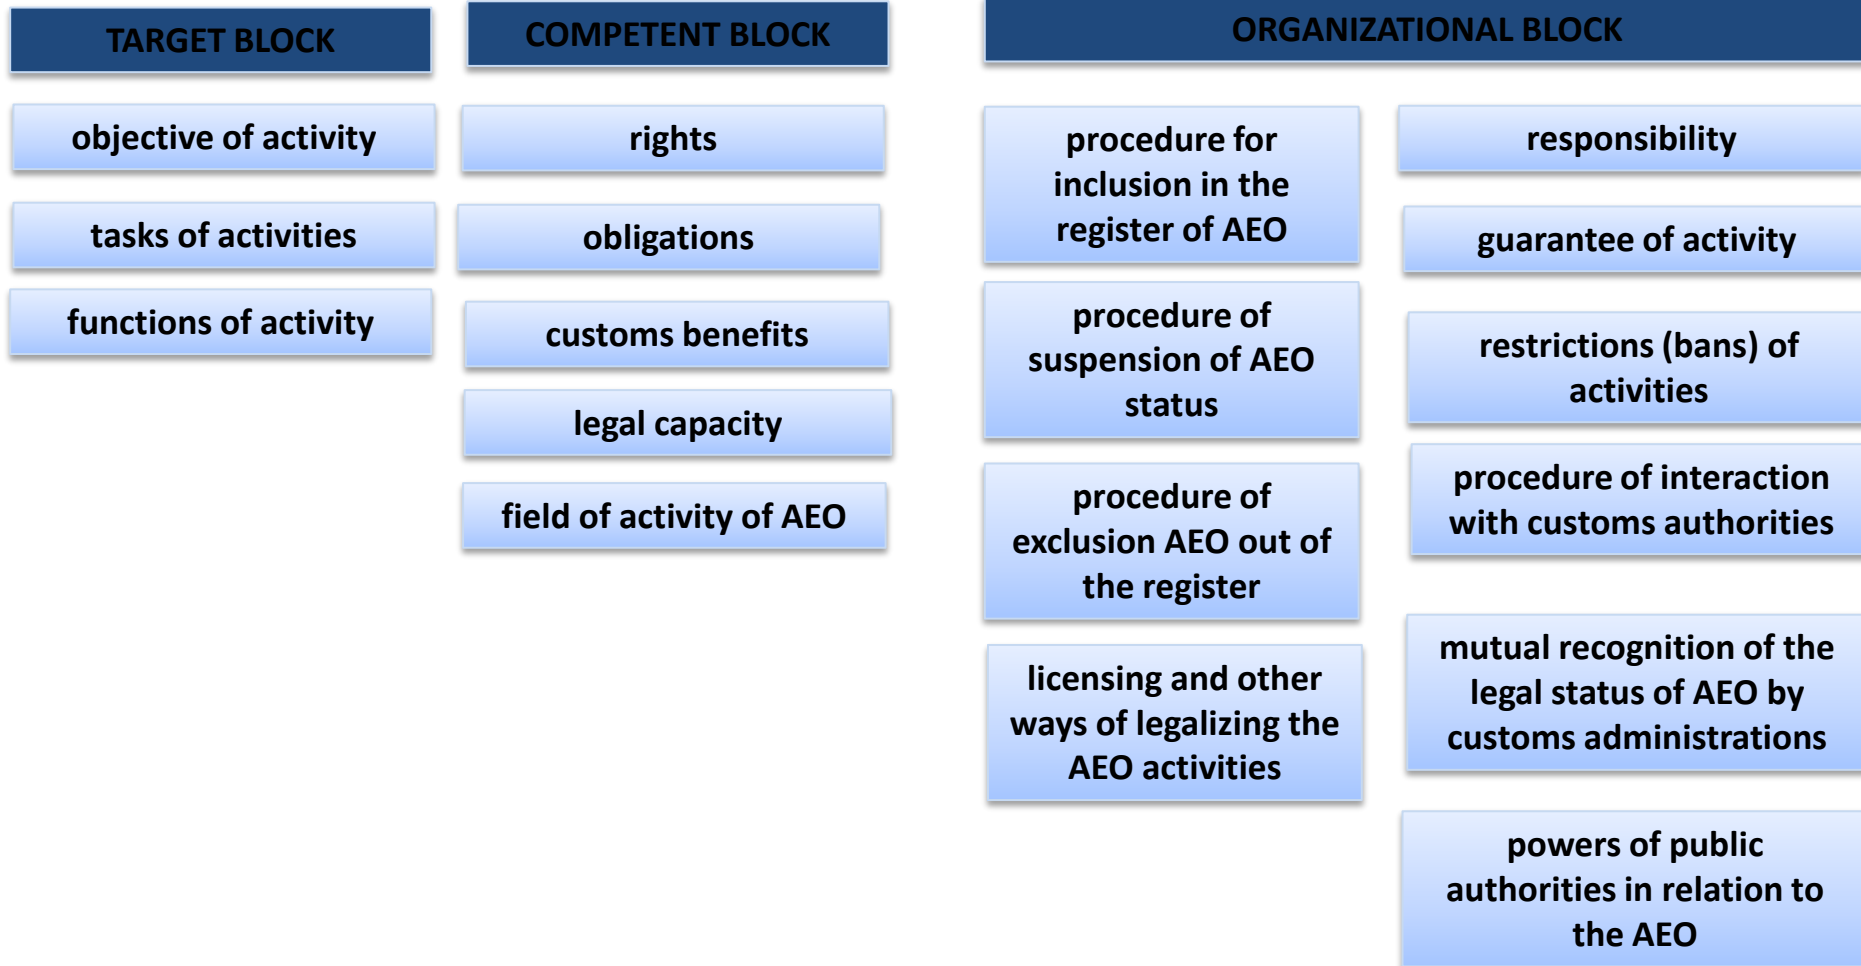 TARGET BLOCK
objective of activity
tasks of activities
functions of activity
COMPETENT BLOCK
rights
obligations
customs benefits
legal capacity
field of activity of AEO
ORGANIZATIONAL BLOCK
procedure for
inclusion in the
register of AEO
procedure of
suspension of AEO
status
procedure of
exclusion AEO out of
the register
licensing and other
ways of legalizing the
AEO activities
responsibility
guarantee of activity
restrictions (bans) of
activities
procedure of interaction
with customs authorities
mutual recognition of the
legal status of AEO by
customs administrations
powers of public
authorities in relation to
the AEO